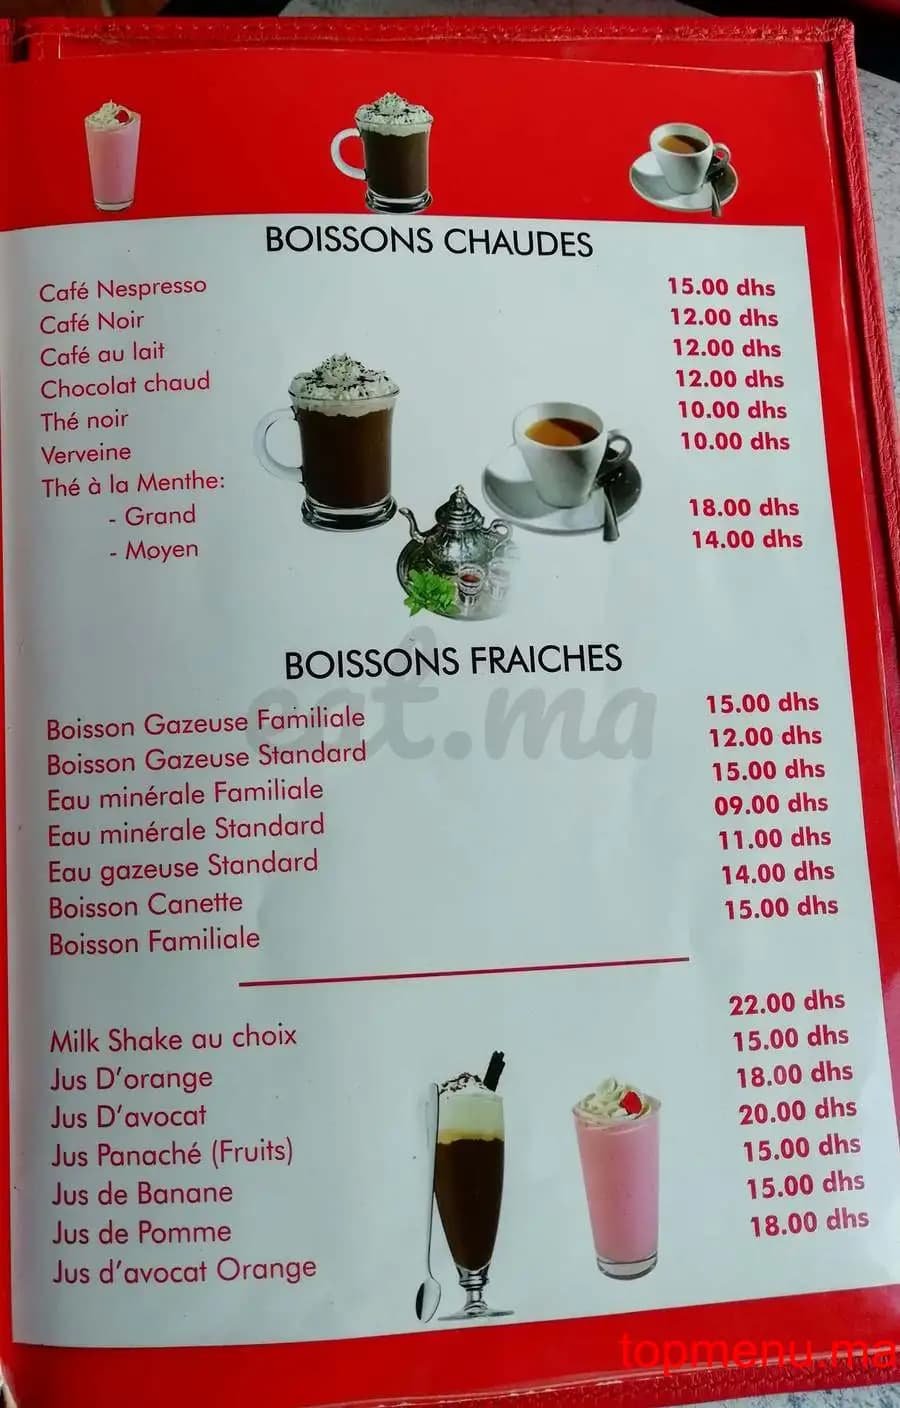 BOISSONS CHAUDES
Café Nespresso 15.00 dhs
Café Noir 12.00 dhs
Café au lait 12.00 dhs
Chocolat chaud 12.00 dhs
Thé noir 10.00 dhs
Verveine 10.00 dhs
Thé à la Menthe:
- Grand 18.00 dhs
- Moyen 14.00 dhs
BOISSONS FRAICHES
eat.ma
Boisson Gazeuse Familiale 15.00 dhs
Boisson Gazeuse Standard 12.00 dhs
Eau minérale Familiale 15.00 dhs
Eau minérale Standard 09.00 dhs
Eau gazeuse Standard 11.00 dhs
Boisson Canette 14.00 dhs
Boisson Familiale 15.00 dhs
Milk Shake au choix 22.00 dhs
Jus D'orange 15.00 dhs
Jus D'avocat 18.00 dhs
Jus Panaché (Fruits) 20.00 dhs
Jus de Banane 15.00 dhs
Jus de Pomme 15.00 dhs
Jus d'avocat Orange 18.00 dhs
topmenu.ma